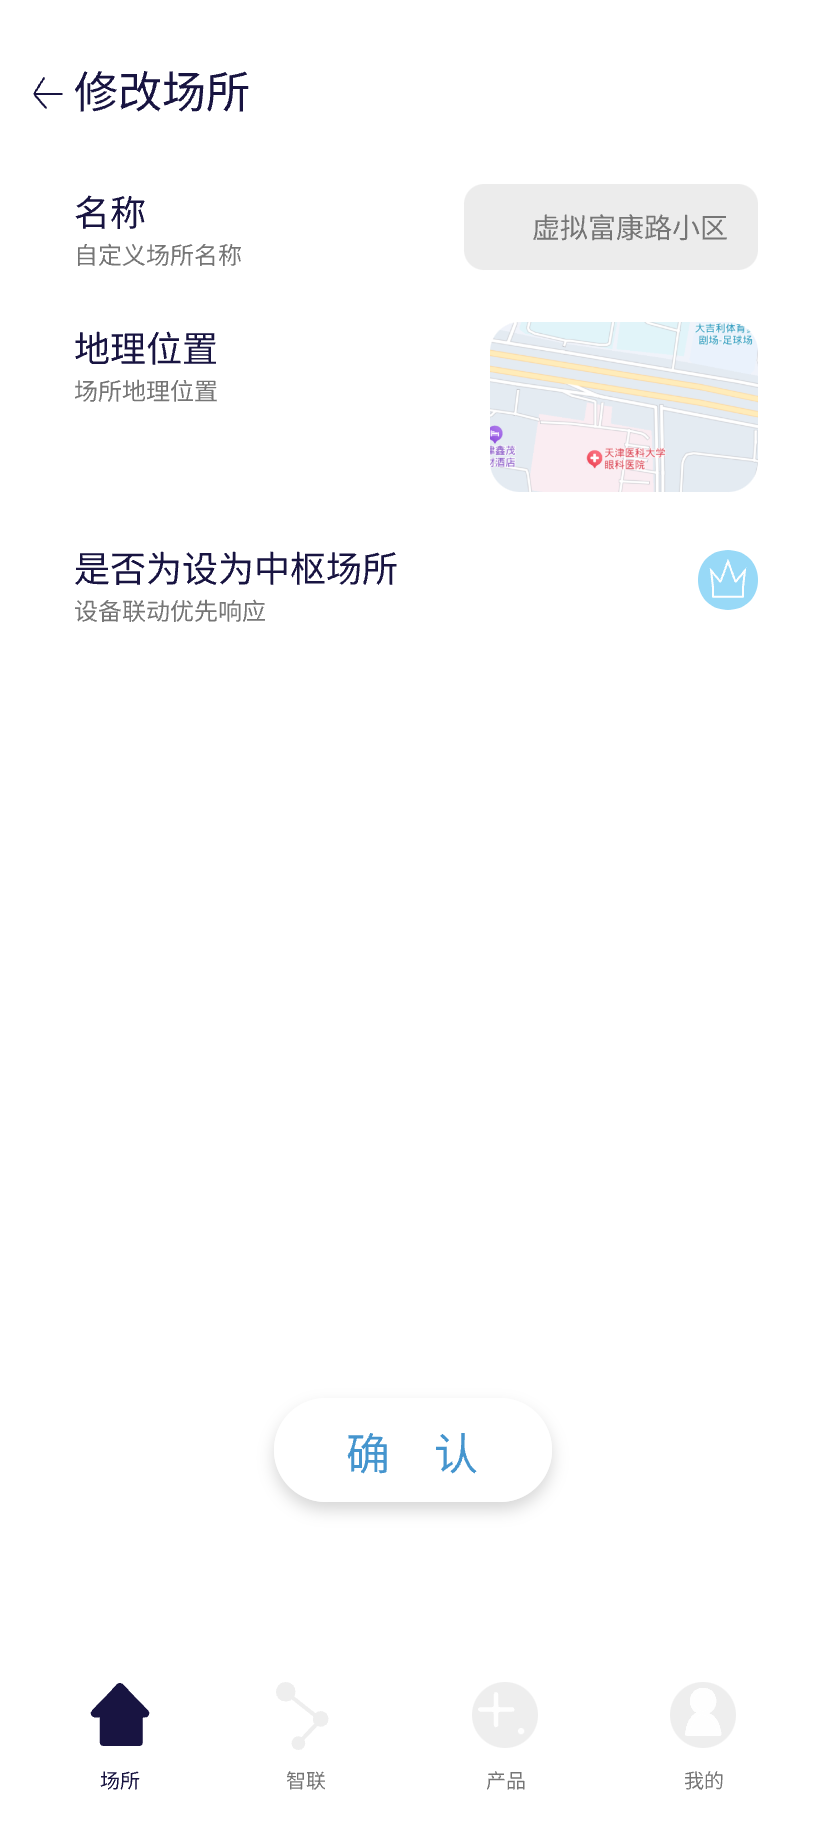 修改场所
名称
虚拟富康路小区
自定义场所名称
地理位置
场所地理位置
大吉利体育
剧场·足球场
津鑫茂
材酒店
天津医科大学
眼科医院
是否为设为中枢场所
设备联动优先响应
确 认
场所
智联
产品
我的